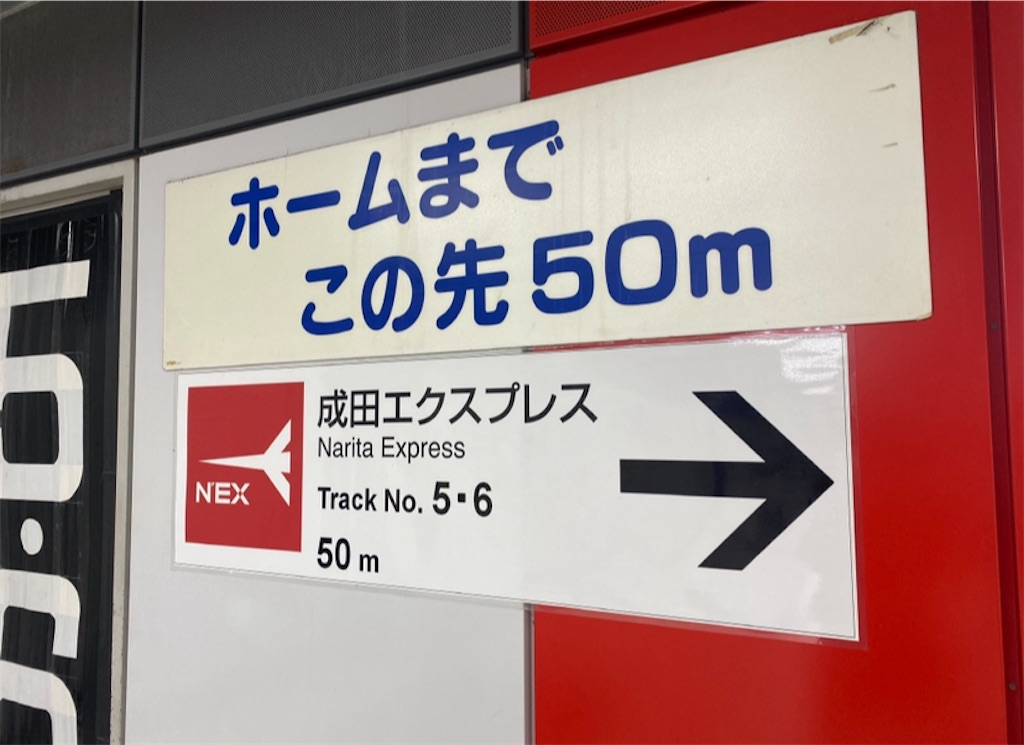 ホームまで
この先50m
成田エクスプレス
Narita Express
N'EX
Track No. 5・6
50 m